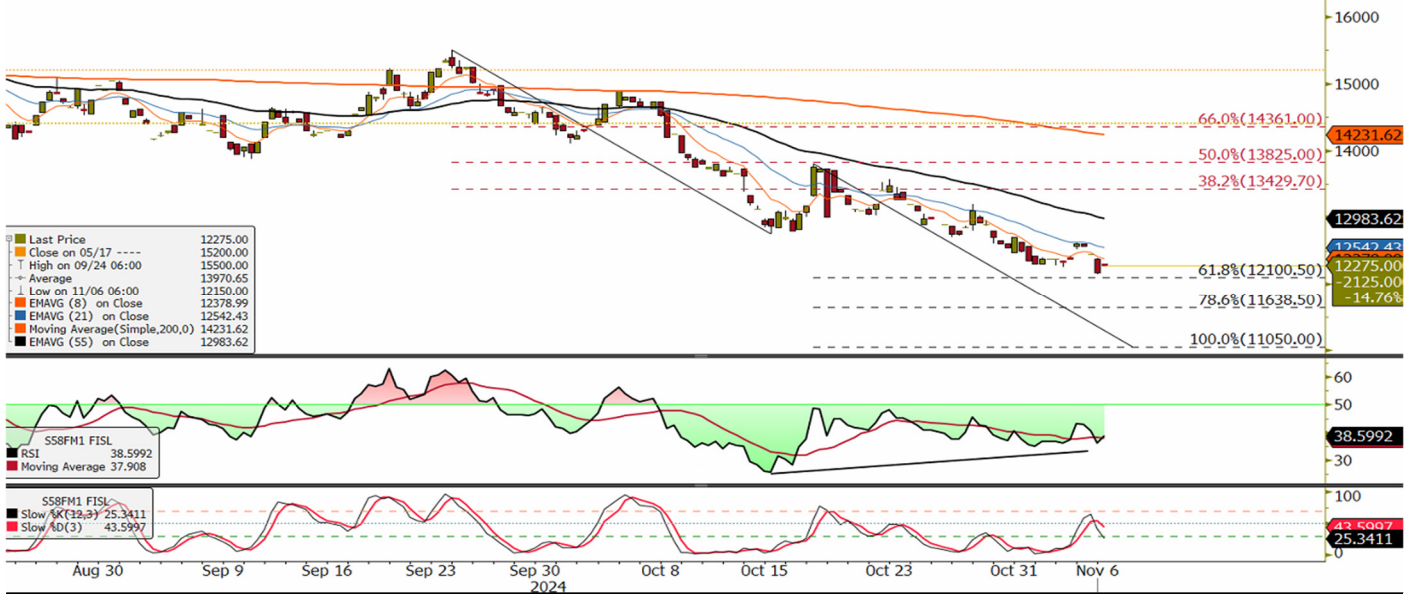 16000
15000
66.0%(14361.00)
14231.62
14000
50.0%(13825.00)
38.2%(13429.70)
12983.62
12542.43
12275.00
-2125.00
-14.76%
61.8%(12100.50)
78.6%(11638.50)
100.0%(11050.00)
Last Price 12275.00
Close on 05/17 ---- 15200.00
High on 09/24 06:00 15500.00
Average 13970.65
Low on 11/06 06:00 12150.00
EMAVG (8) on Close 12378.99
EMAVG (21) on Close 12542.43
Moving Average(Simple,200,0) 14231.62
EMAVG (55) on Close 12983.62
60
50
38.5992
30
S58FM1 FISL
RSI 38.5992
Moving Average 37.908
100
43.5997
25.3411
0
S58FM1 FISL
Slow %K(12,3) 25.3411
Slow %D(3) 43.5997
Aug 30 Sep 9 Sep 16 Sep 23 Sep 30 Oct 8 Oct 15 Oct 23 Oct 31 Nov 6
2024